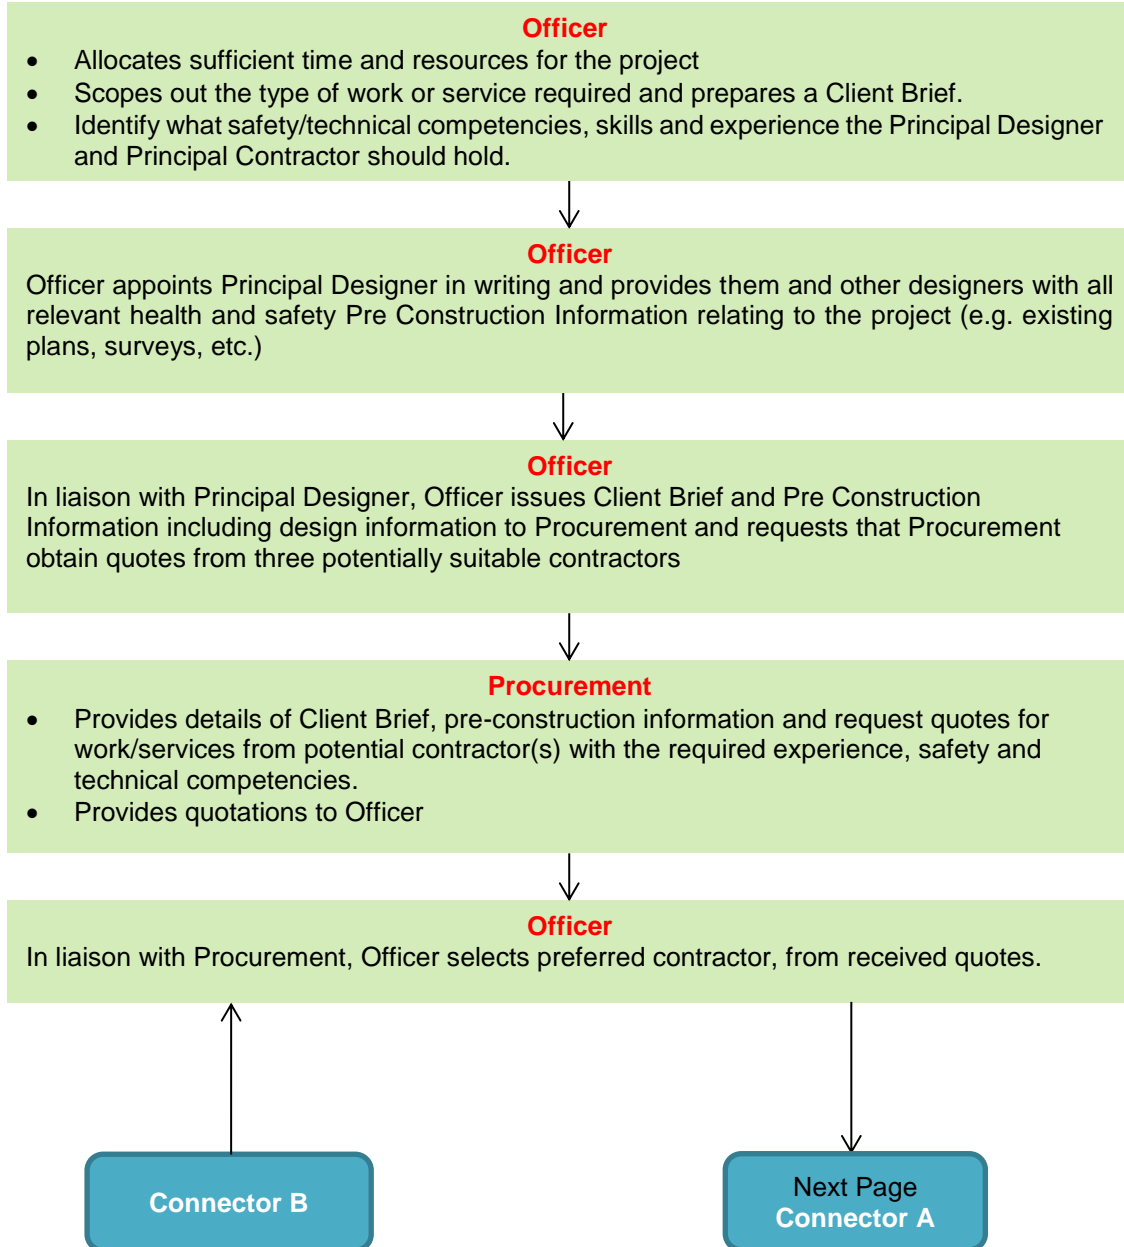 Officer
• Allocates sufficient time and resources for the project
• Scopes out the type of work or service required and prepares a Client Brief.
• Identify what safety/technical competencies, skills and experience the Principal Designer
and Principal Contractor should hold.
Officer
Officer appoints Principal Designer in writing and provides them and other designers with all
relevant health and safety Pre Construction Information relating to the project (e.g. existing
plans, surveys, etc.)
Officer
In liaison with Principal Designer, Officer issues Client Brief and Pre Construction
Information including design information to Procurement and requests that Procurement
obtain quotes from three potentially suitable contractors
Procurement
• Provides details of Client Brief, pre-construction information and request quotes for
work/services from potential contractor(s) with the required experience, safety and
technical competencies.
• Provides quotations to Officer
Officer
In liaison with Procurement, Officer selects preferred contractor, from received quotes.
Connector B
Next Page
Connector A